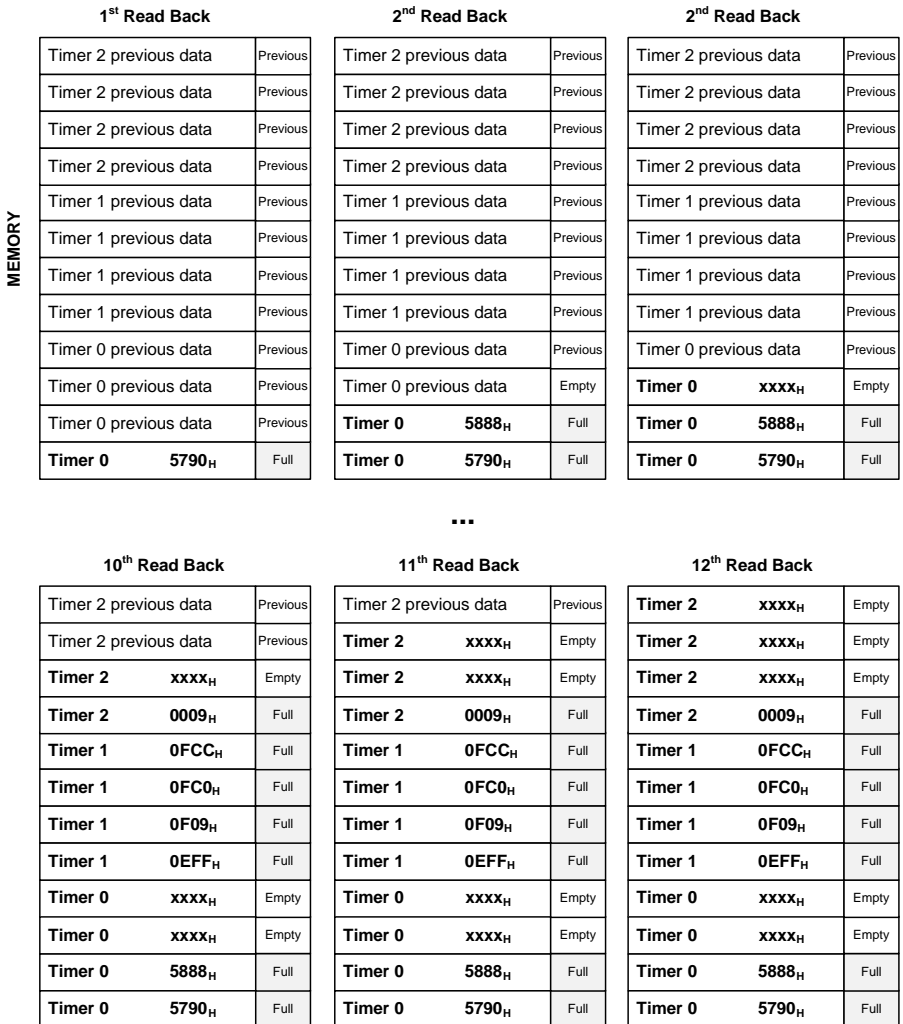 1st Read Back 2nd Read Back 2nd Read Back
Timer 2 previous data Previous Timer 2 previous data Previous Timer 2 previous data Previous
Timer 2 previous data Previous Timer 2 previous data Previous Timer 2 previous data Previous
Timer 2 previous data Previous Timer 2 previous data Previous Timer 2 previous data Previous
Timer 2 previous data Previous Timer 2 previous data Previous Timer 2 previous data Previous
Timer 1 previous data Previous Timer 1 previous data Previous Timer 1 previous data Previous
MEMORY
Timer 1 previous data Previous Timer 1 previous data Previous Timer 1 previous data Previous
Timer 1 previous data Previous Timer 1 previous data Previous Timer 1 previous data Previous
Timer 1 previous data Previous Timer 1 previous data Previous Timer 1 previous data Previous
Timer 0 previous data Previous Timer 0 previous data Previous Timer 0 previous data Previous
Timer 0 previous data Previous Timer 0 previous data Empty Timer 0 xxxxH Empty
Timer 0 previous data Previous Timer 0 5888H Full Timer 0 5888H Full
Timer 0 5790H Full Timer 0 5790H Full Timer 0 5790H Full
...
10th Read Back 11th Read Back 12th Read Back
Timer 2 previous data Previous Timer 2 previous data Previous Timer 2 xxxxH Empty
Timer 2 previous data Previous Timer 2 xxxxH Empty Timer 2 xxxxH Empty
Timer 2 xxxxH Empty Timer 2 xxxxH Empty Timer 2 xxxxH Empty
Timer 2 0009H Full Timer 2 0009H Full Timer 2 0009H Full
Timer 1 0FCCH Full Timer 1 0FCCH Full Timer 1 0FCCH Full
Timer 1 0FC0H Full Timer 1 0FC0H Full Timer 1 0FC0H Full
Timer 1 0F09H Full Timer 1 0F09H Full Timer 1 0F09H Full
Timer 1 0EFFH Full Timer 1 0EFFH Full Timer 1 0EFFH Full
Timer 0 xxxxH Empty Timer 0 xxxxH Empty Timer 0 xxxxH Empty
Timer 0 xxxxH Empty Timer 0 xxxxH Empty Timer 0 xxxxH Empty
Timer 0 5888H Full Timer 0 5888H Full Timer 0 5888H Full
Timer 0 5790H Full Timer 0 5790H Full Timer 0 5790H Full